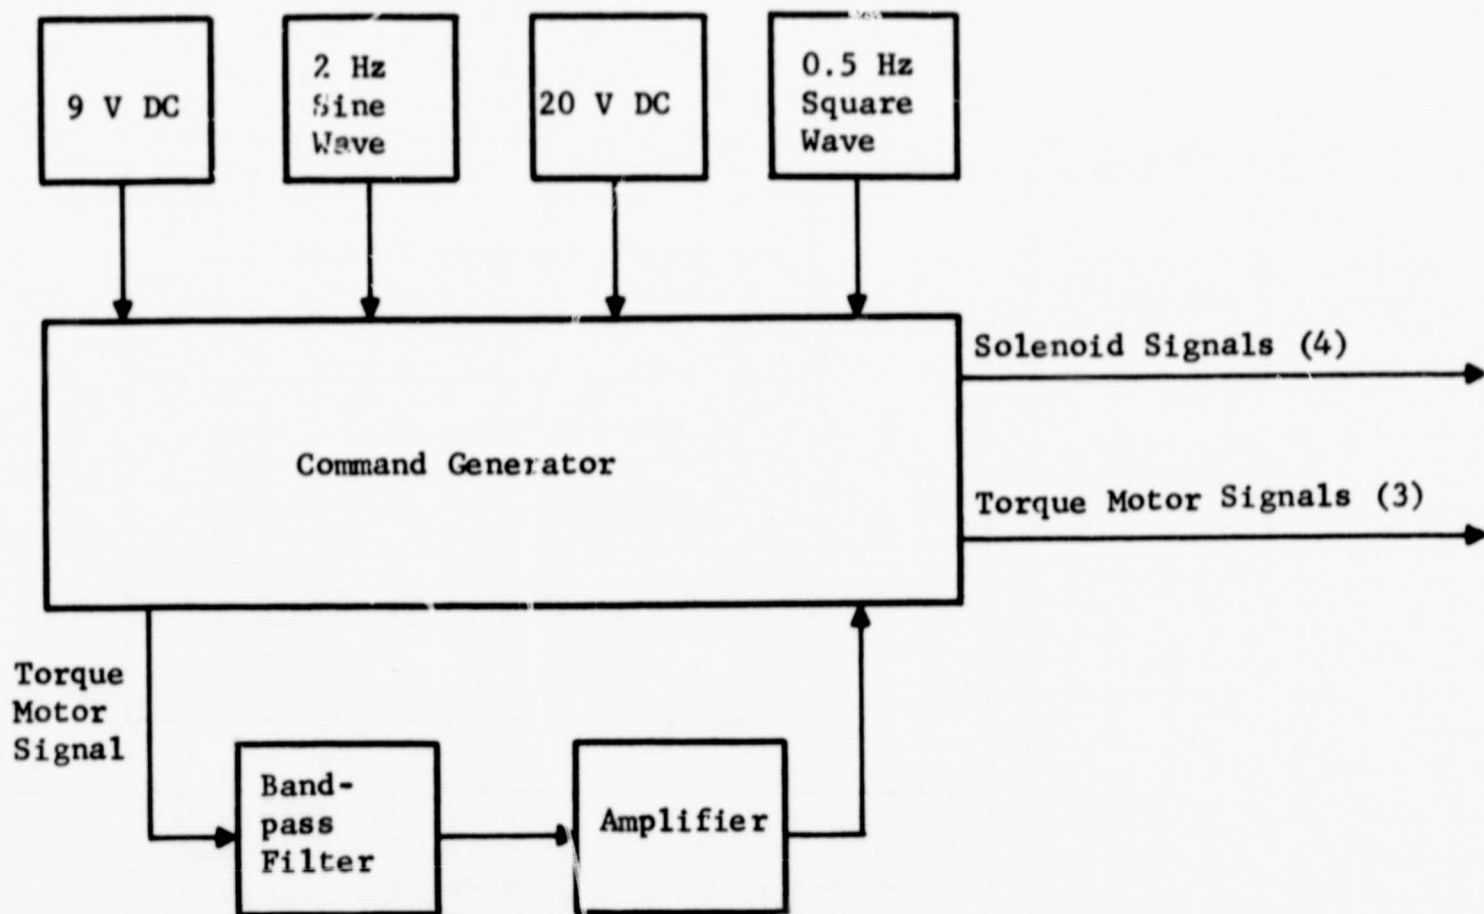 9 V DC
2 Hz
Sine
Wave
20 V DC
0.5 Hz
Square
Wave
Solenoid Signals (4)
Command Generator
Torque Motor Signals (3)
Torque
Motor
Signal
Band-
pass
Filter
Amplifier